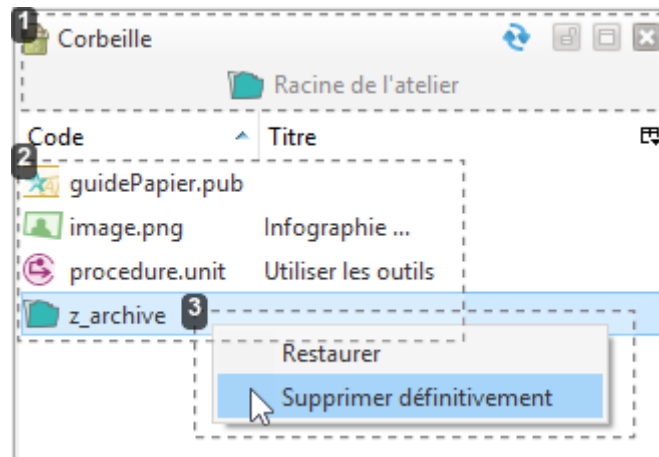 1
Corbeille
Racine de l'atelier
Code Titre
2
guidePapier.pub
image.png Infographie ...
procedure.unit Utiliser les outils
z_archive 3
Restaurer
Supprimer définitivement